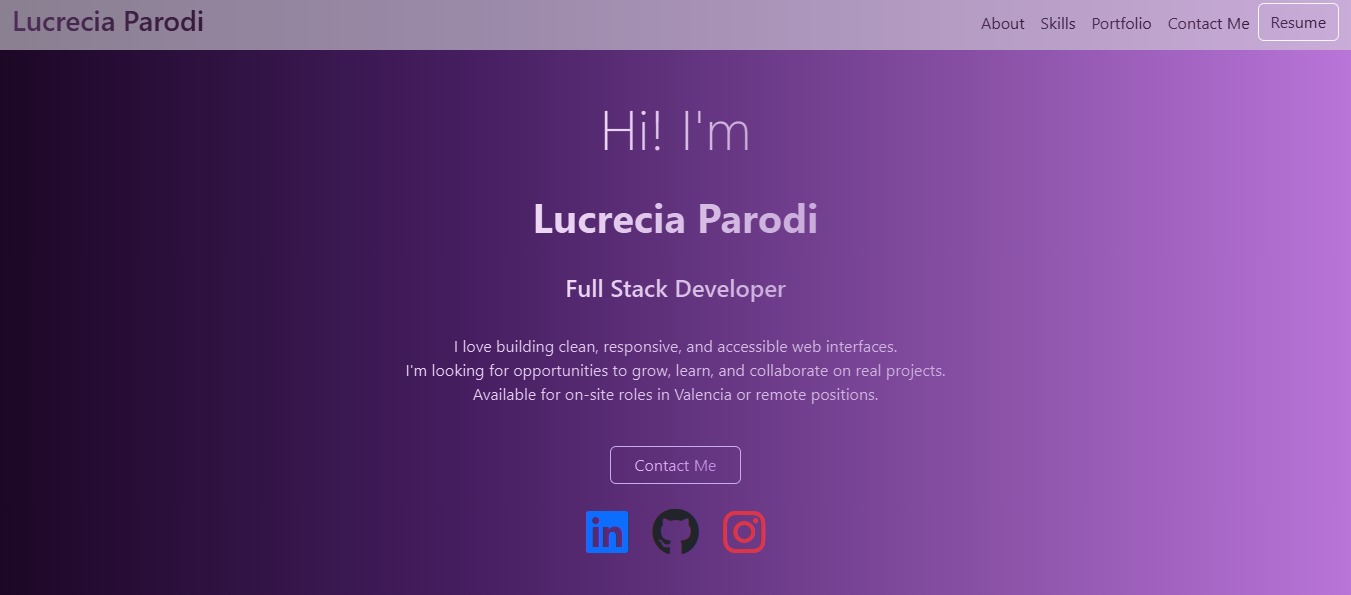 Lucrecia Parodi
About Skills Portfolio Contact Me Resume
Hi! I'm
Lucrecia Parodi
Full Stack Developer
I love building clean, responsive, and accessible web interfaces.
I'm looking for opportunities to grow, learn, and collaborate on real projects.
Available for on-site roles in Valencia or remote positions.
Contact Me
in